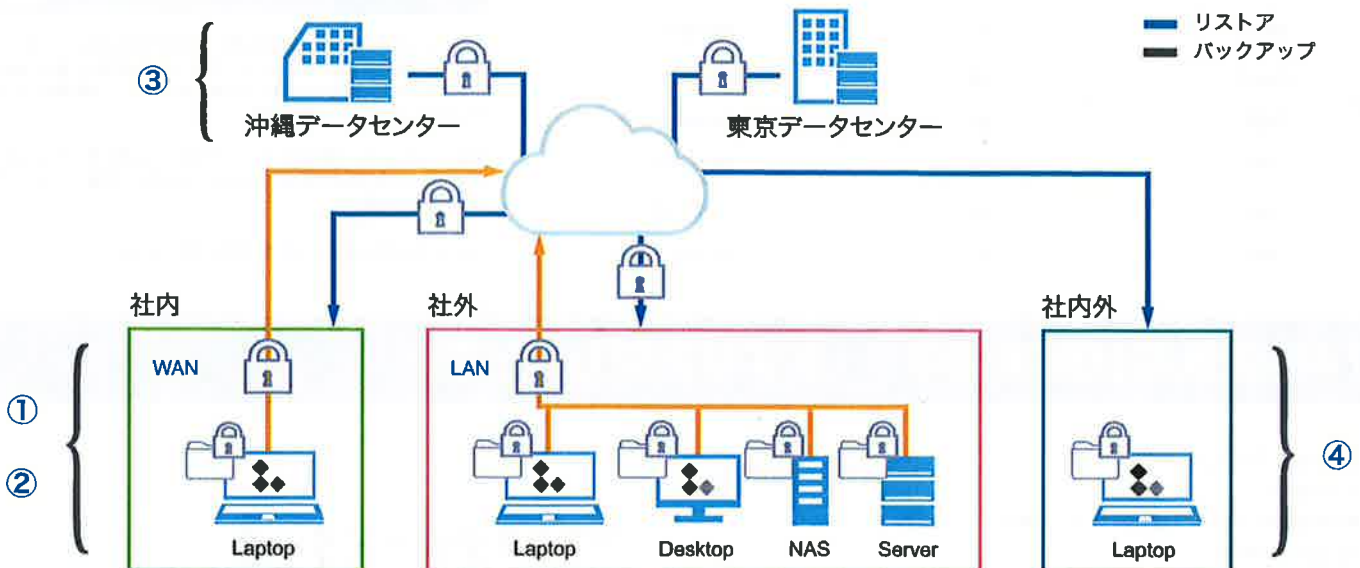 リストア
バックアップ
③
沖縄データセンター
東京データセンター
社内
社外
社内外
WAN
LAN
①
②
④
Laptop
Laptop
Desktop
NAS
Server
Laptop